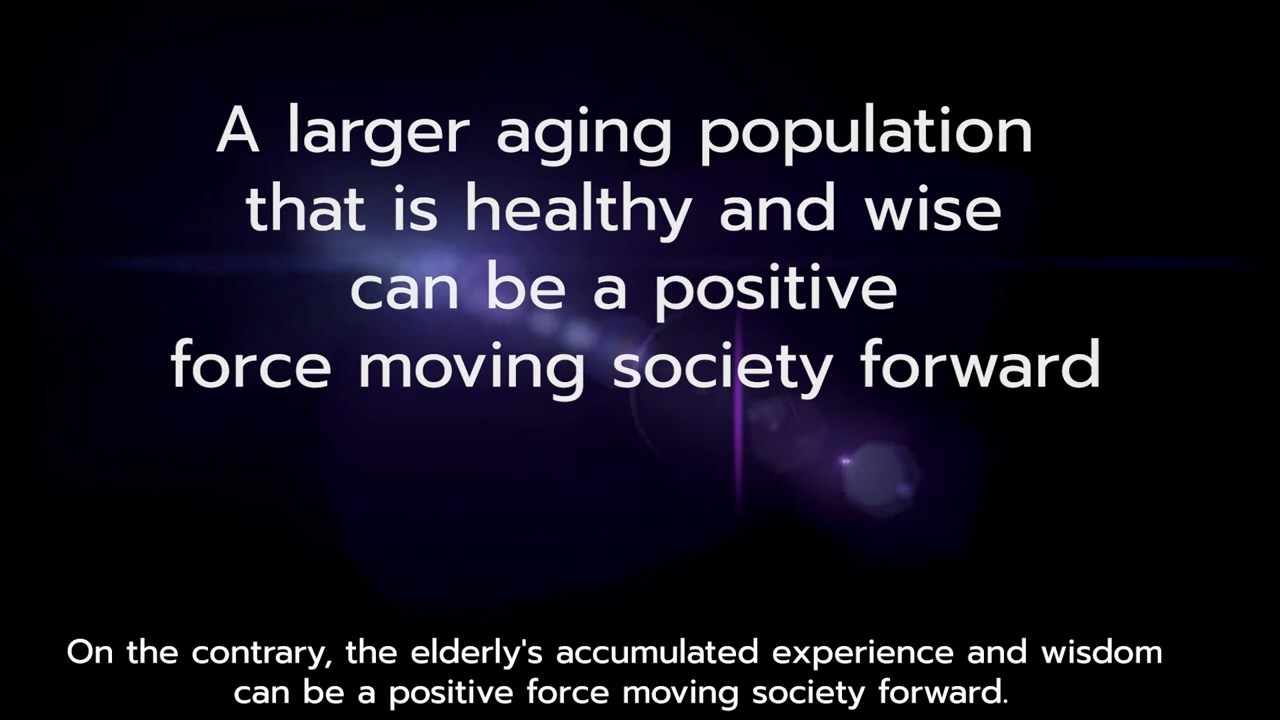 A larger aging population
that is healthy and wise
can be a positive
force moving society forward
On the contrary, the elderly's accumulated experience and wisdom
can be a positive force moving society forward.